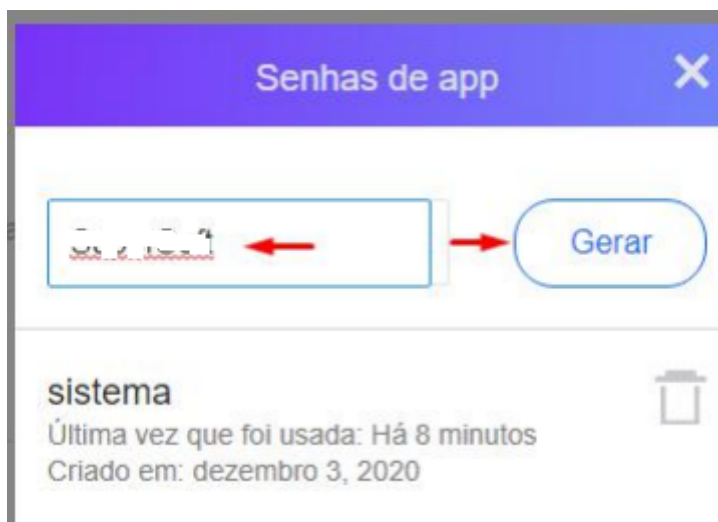 Senhas de app
Gerar
sistema
Última vez que foi usada: Há 8 minutos
Criado em: dezembro 3, 2020